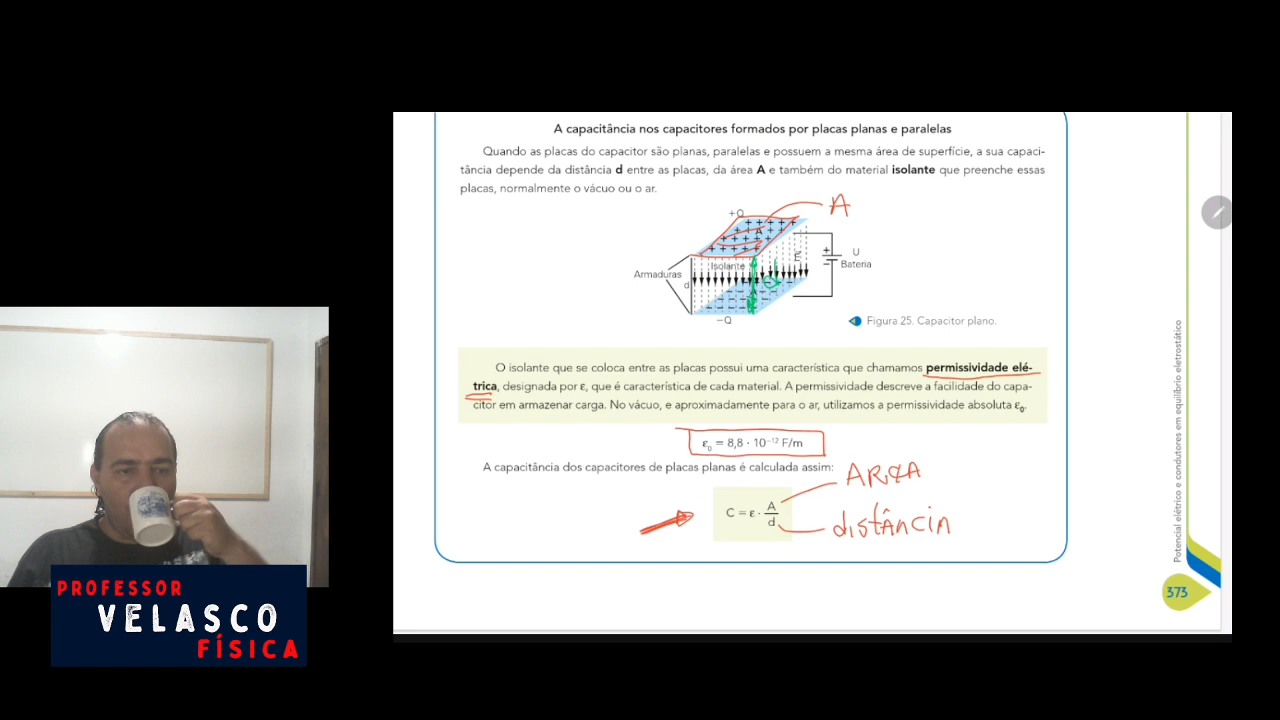 A capacitância nos capacitores formados por placas planas e paralelas
Quando as placas do capacitor são planas, paralelas e possuem a mesma área de superfície, a sua capaci-
tância depende da distância d entre as placas, da área A e também do material isolante que preenche essas
placas, normalmente o vácuo ou o ar.
+Q
A
A
Isolante
E
U
Bateria
+
−
Armaduras
d
−Q
Figura 25. Capacitor plano.
O isolante que se coloca entre as placas possui uma característica que chamamos permissividade elé-
trica, designada por ε, que é característica de cada material. A permissividade descreve a facilidade do capa-
citor em armazenar carga. No vácuo, e aproximadamente para o ar, utilizamos a permissividade absoluta ε₀.
ε₀ = 8,8 · 10⁻¹² F/m
A capacitância dos capacitores de placas planas é calculada assim:
ÁREA
C = ε · A/d
distância
Potencial elétrico e condutores em equilíbrio eletrostático
373
PROFESSOR
VELASCO
FÍSICA